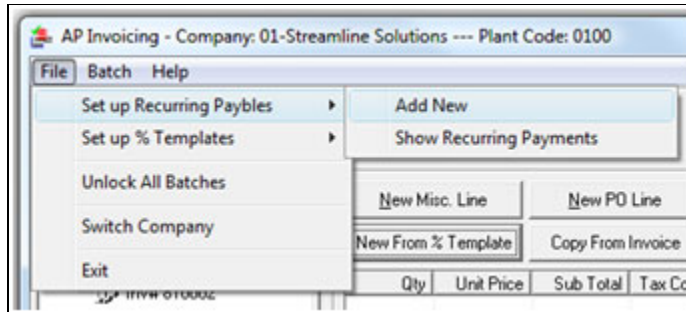 AP Invoicing - Company: 01-Streamline Solutions --- Plant Code: 0100
File Batch Help
Set up Recurring Paybles Add New
Set up % Templates Show Recurring Payments
Unlock All Batches
New Misc. Line New PO Line
Switch Company
New From % Template Copy From Invoice
Exit
Qty Unit Price Sub Total Tax Co